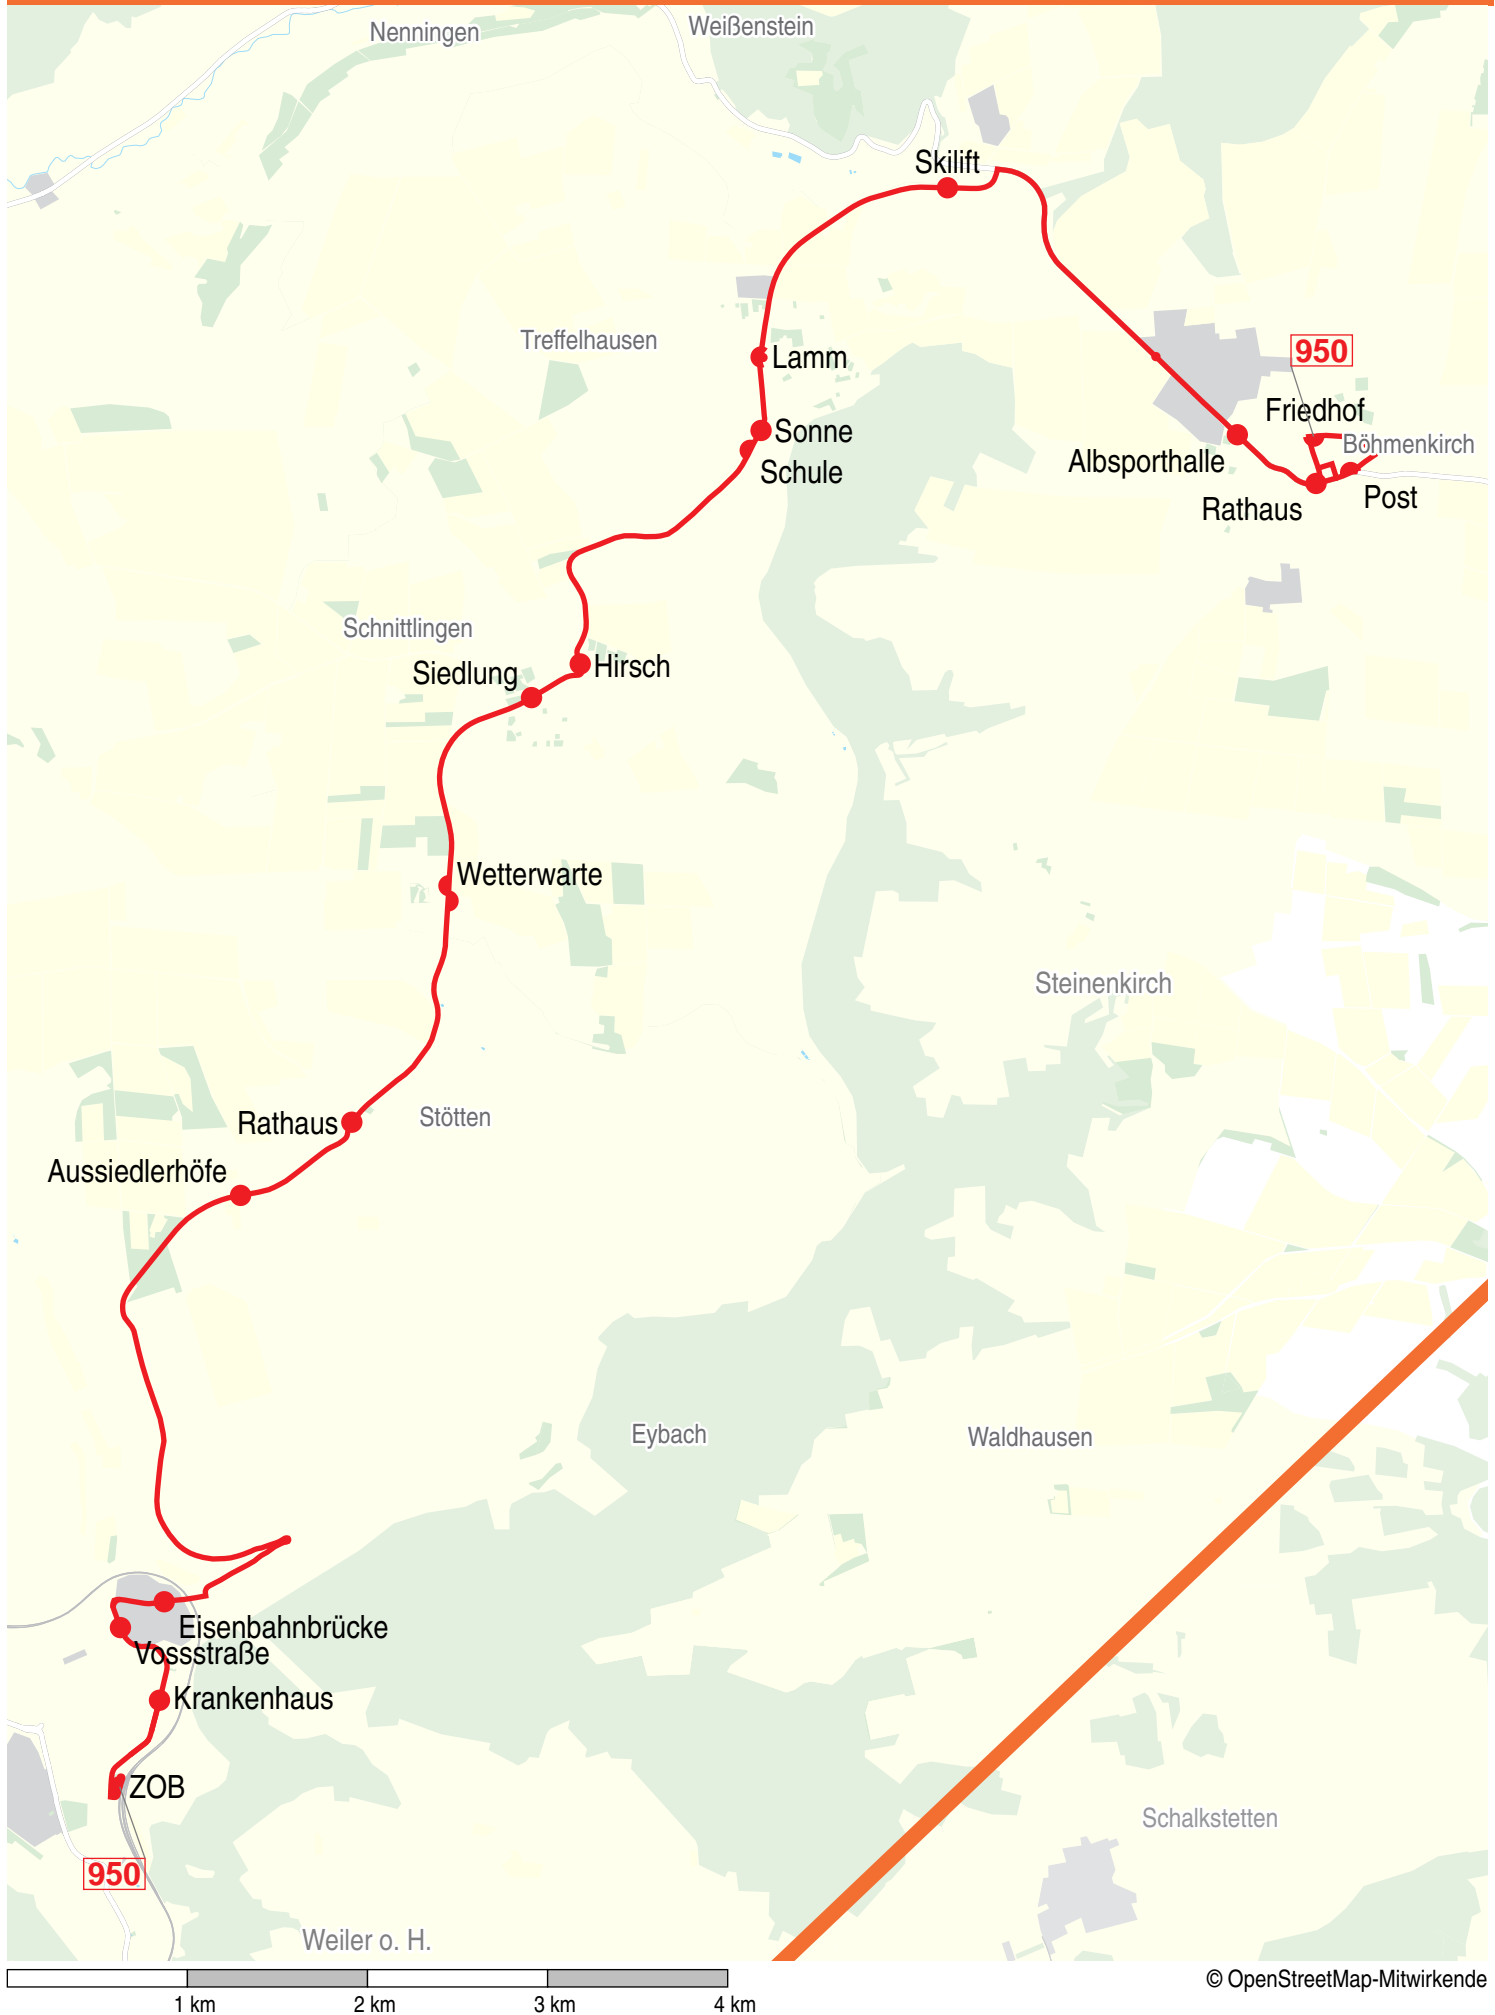 Weißenstein
Nenningen
Skilift
Treffelhausen
950
Lamm
Friedhof
Sonne
Böhmenkirch
Albsporthalle
Schule
Post
Rathaus
Schnittlingen
Hirsch
Siedlung
Wetterwarte
Steinenkirch
Rathaus
Stötten
Aussiedlerhöfe
Eybach
Waldhausen
Eisenbahnbrücke
Vossstraße
Krankenhaus
ZOB
Schalkstetten
950
Weiler o. H.
© OpenStreetMap-Mitwirkende
1 km
2 km
3 km
4 km